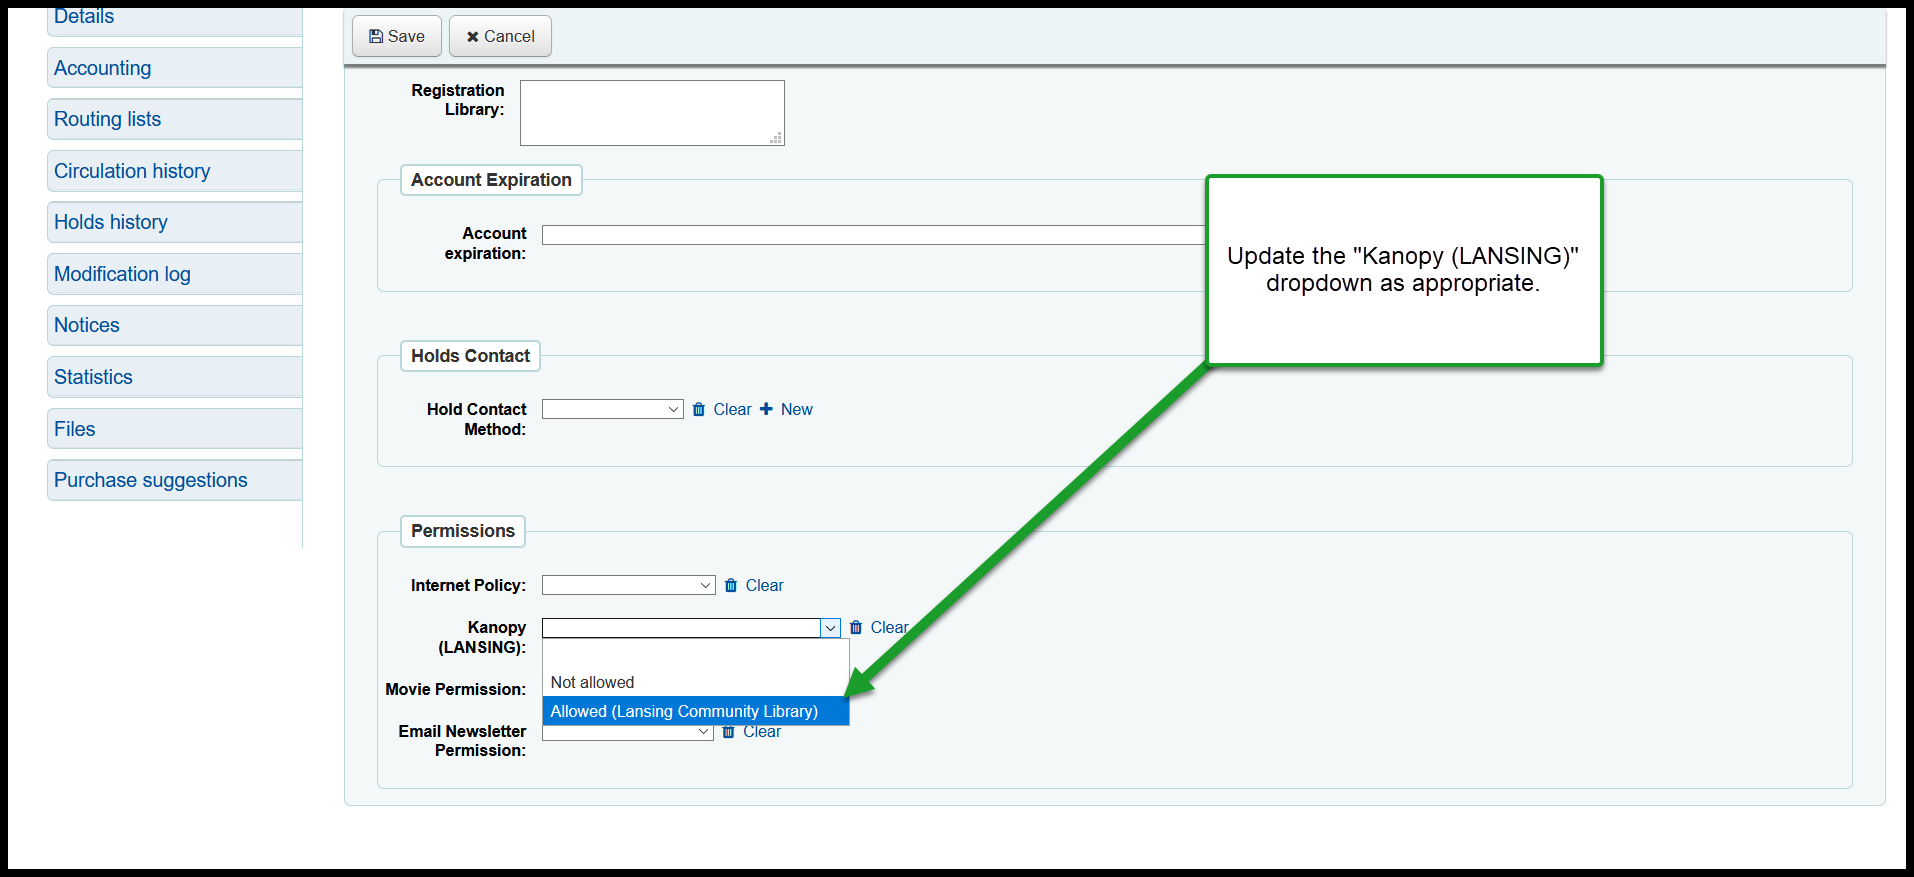 Details
Accounting
Routing lists
Circulation history
Holds history
Modification log
Notices
Statistics
Files
Purchase suggestions
Save Cancel
Registration
Library:
Account Expiration
Account
expiration:
Update the "Kanopy (LANSING)"
dropdown as appropriate.
Holds Contact
Hold Contact
Method:
Clear New
Permissions
Internet Policy: Clear
Kanopy
(LANSING):
Clear
Not allowed
Allowed (Lansing Community Library)
Movie Permission:
Email Newsletter
Permission:
Clear